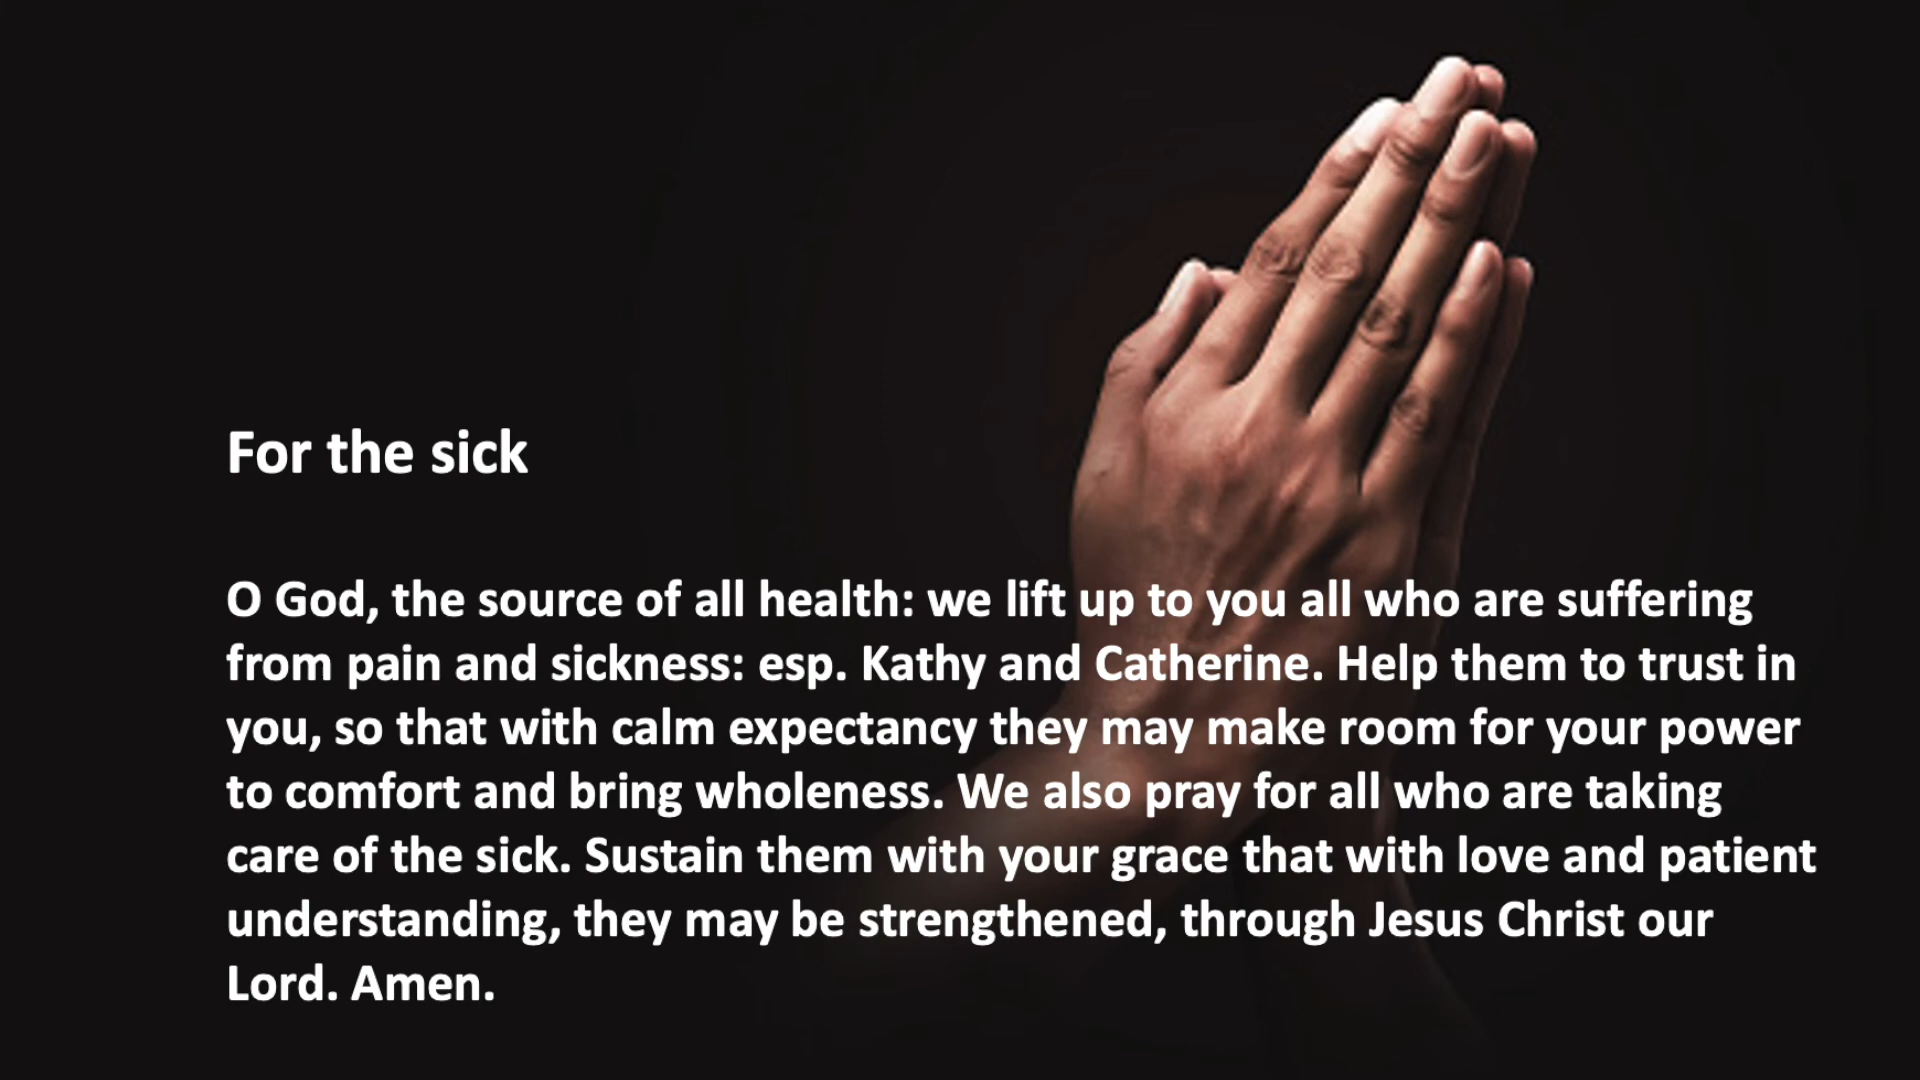 For the sick
O God, the source of all health: we lift up to you all who are suffering
from pain and sickness: esp. Kathy and Catherine. Help them to trust in
you, so that with calm expectancy they may make room for your power
to comfort and bring wholeness. We also pray for all who are taking
care of the sick. Sustain them with your grace that with love and patient
understanding, they may be strengthened, through Jesus Christ our
Lord. Amen.